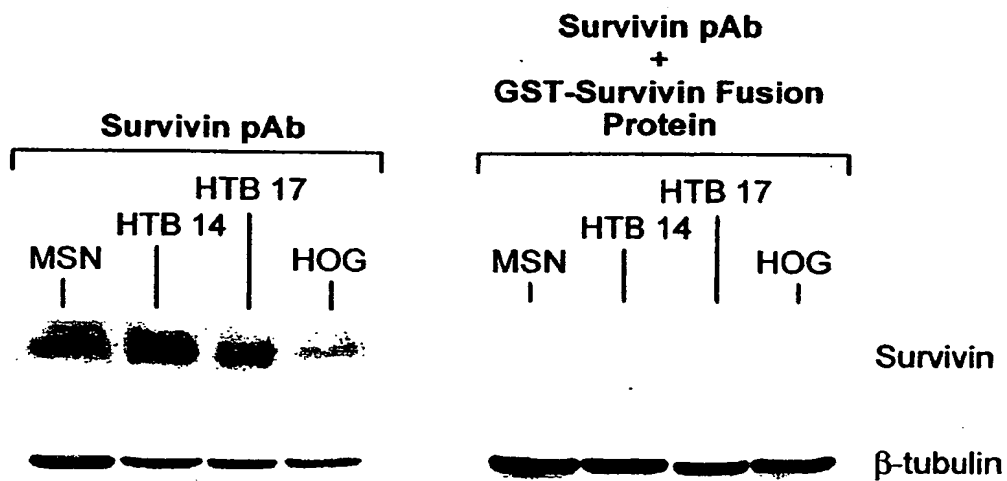 Survivin pAb
HTB 17
HTB 14
MSN
HOG
Survivin pAb
+
GST-Survivin Fusion
Protein
HTB 17
HTB 14
MSN
HOG
Survivin
β-tubulin